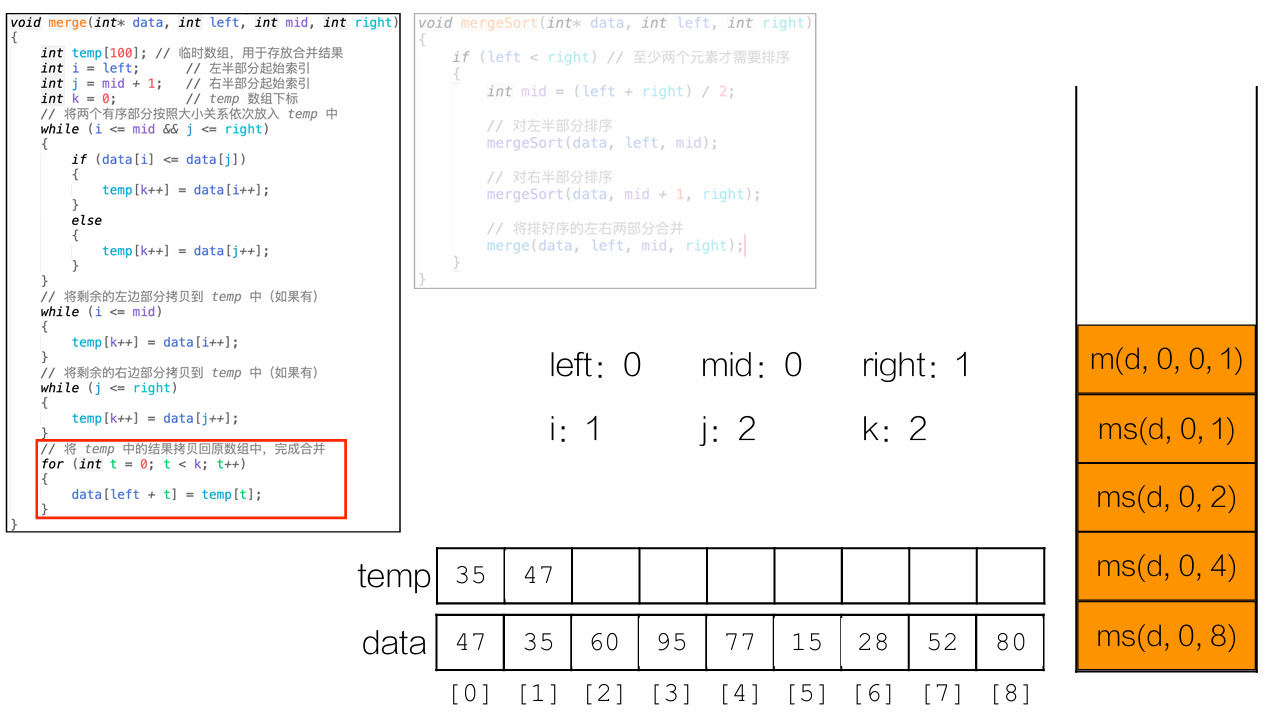 void merge(int* data, int left, int mid, int right)
{
    int temp[100]; // 临时数组，用于存放合并结果
    int i = left;      // 左半部分起始索引
    int j = mid + 1;   // 右半部分起始索引
    int k = 0;         // temp 数组下标
    // 将两个有序部分按照大小关系依次放入 temp 中
    while (i <= mid && j <= right)
    {
        if (data[i] <= data[j])
        {
            temp[k++] = data[i++];
        }
        else
        {
            temp[k++] = data[j++];
        }
    }
    // 将剩余的左边部分拷贝到 temp 中（如果有）
    while (i <= mid)
    {
        temp[k++] = data[i++];
    }
    // 将剩余的右边部分拷贝到 temp 中（如果有）
    while (j <= right)
    {
        temp[k++] = data[j++];
    }
    // 将 temp 中的结果拷贝回原数组中，完成合并
    for (int t = 0; t < k; t++)
    {
        data[left + t] = temp[t];
    }
}
void mergeSort(int* data, int left, int right)
{
    if (left < right) // 至少两个元素才需要排序
    {
        int mid = (left + right) / 2;
        // 对左半部分排序
        mergeSort(data, left, mid);
        // 对右半部分排序
        mergeSort(data, mid + 1, right);
        // 将排好序的左右两部分合并
        merge(data, left, mid, right);
    }
}
left: 0 mid: 0 right: 1
i: 1 j: 2 k: 2
temp 35 47
data 47 35 60 95 77 15 28 52 80
[0] [1] [2] [3] [4] [5] [6] [7] [8]
m(d, 0, 0, 1)
ms(d, 0, 1)
ms(d, 0, 2)
ms(d, 0, 4)
ms(d, 0, 8)